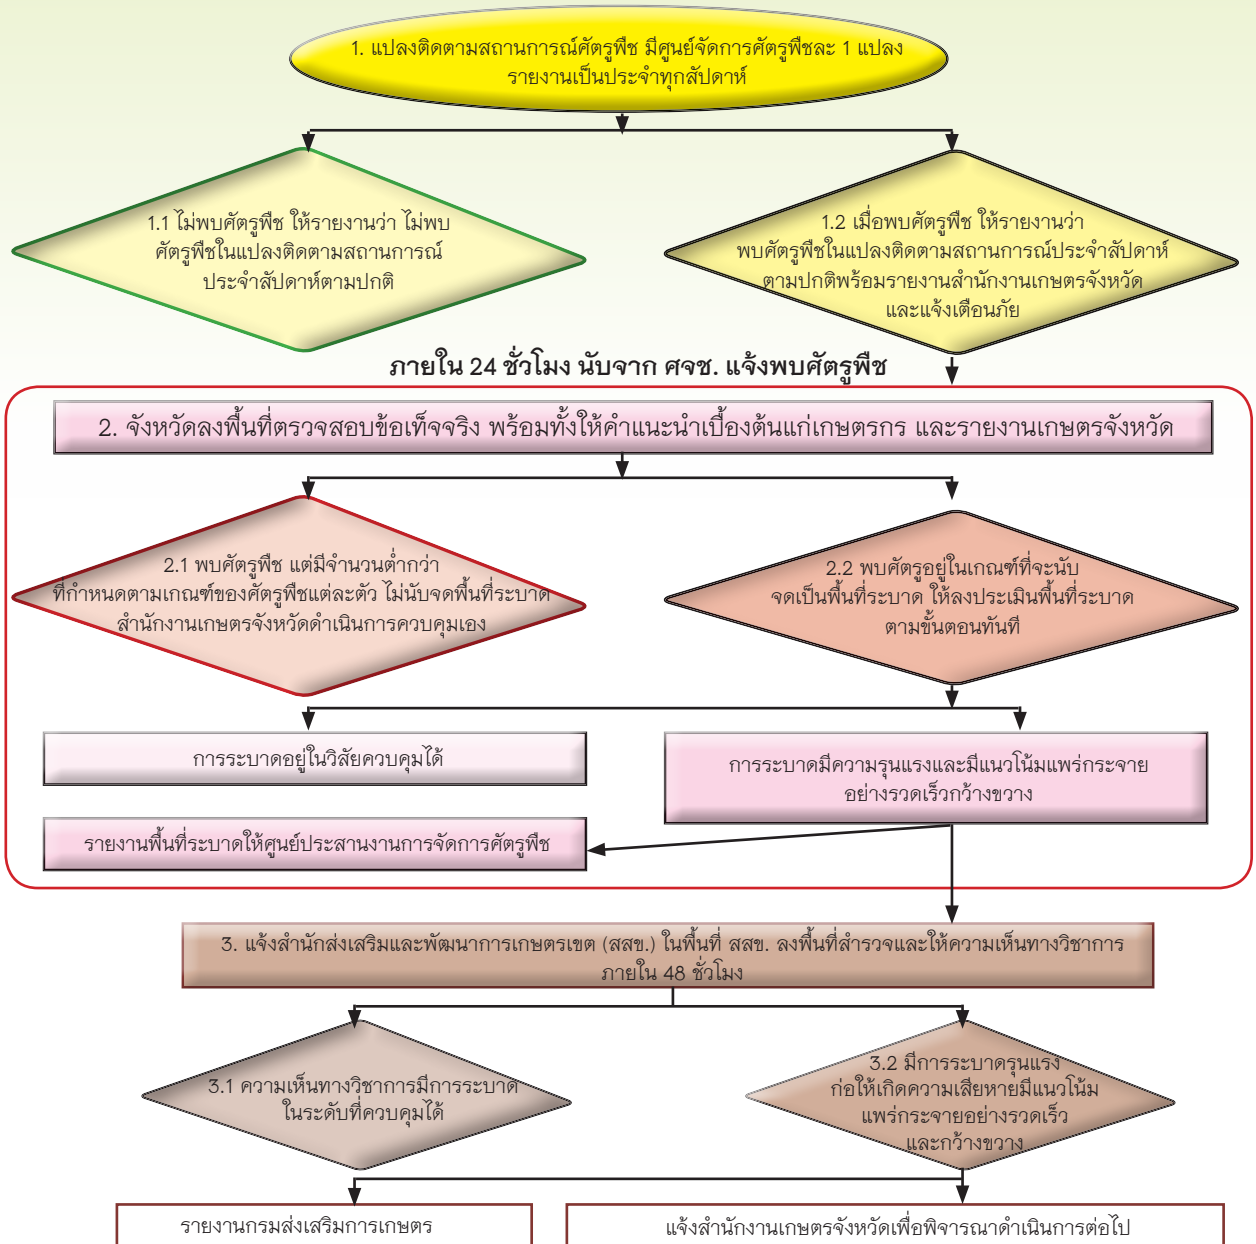 1. แปลงติดตามสถานการณ์ศัตรูพืช มีศูนย์จัดการศัตรูพืชละ 1 แปลง
รายงานเป็นประจำทุกสัปดาห์
1.1 ไม่พบศัตรูพืช ให้รายงานว่า ไม่พบ
ศัตรูพืชในแปลงติดตามสถานการณ์
ประจำสัปดาห์ตามปกติ
1.2 เมื่อพบศัตรูพืช ให้รายงานว่า
พบศัตรูพืชในแปลงติดตามสถานการณ์ประจำสัปดาห์
ตามปกติพร้อมรายงานสำนักงานเกษตรจังหวัด
และแจ้งเตือนภัย
ภายใน 24 ชั่วโมง นับจาก ศจช. แจ้งพบศัตรูพืช
2. จังหวัดลงพื้นที่ตรวจสอบข้อเท็จจริง พร้อมทั้งให้คำแนะนำเบื้องต้นแก่เกษตรกร และรายงานเกษตรจังหวัด
2.1 พบศัตรูพืช แต่มีจำนวนต่ำกว่า
ที่กำหนดตามเกณฑ์ของศัตรูพืชแต่ละตัว ไม่นับจดพื้นที่ระบาด
สำนักงานเกษตรจังหวัดดำเนินการควบคุมเอง
2.2 พบศัตรูอยู่ในเกณฑ์ที่จะนับ
จดเป็นพื้นที่ระบาด ให้ลงประเมินพื้นที่ระบาด
ตามขั้นตอนทันที
การระบาดอยู่ในวิสัยควบคุมได้
การระบาดมีความรุนแรงและมีแนวโน้มแพร่กระจาย
อย่างรวดเร็วกว้างขวาง
รายงานพื้นที่ระบาดให้ศูนย์ประสานงานการจัดการศัตรูพืช
3. แจ้งสำนักส่งเสริมและพัฒนาการเกษตรเขต (สสข.) ในพื้นที่ สสข. ลงพื้นที่สำรวจและให้ความเห็นทางวิชาการ
ภายใน 48 ชั่วโมง
3.1 ความเห็นทางวิชาการมีการระบาด
ในระดับที่ควบคุมได้
3.2 มีการระบาดรุนแรง
ก่อให้เกิดความเสียหายมีแนวโน้ม
แพร่กระจายอย่างรวดเร็ว
และกว้างขวาง
รายงานกรมส่งเสริมการเกษตร
แจ้งสำนักงานเกษตรจังหวัดเพื่อพิจารณาดำเนินการต่อไป